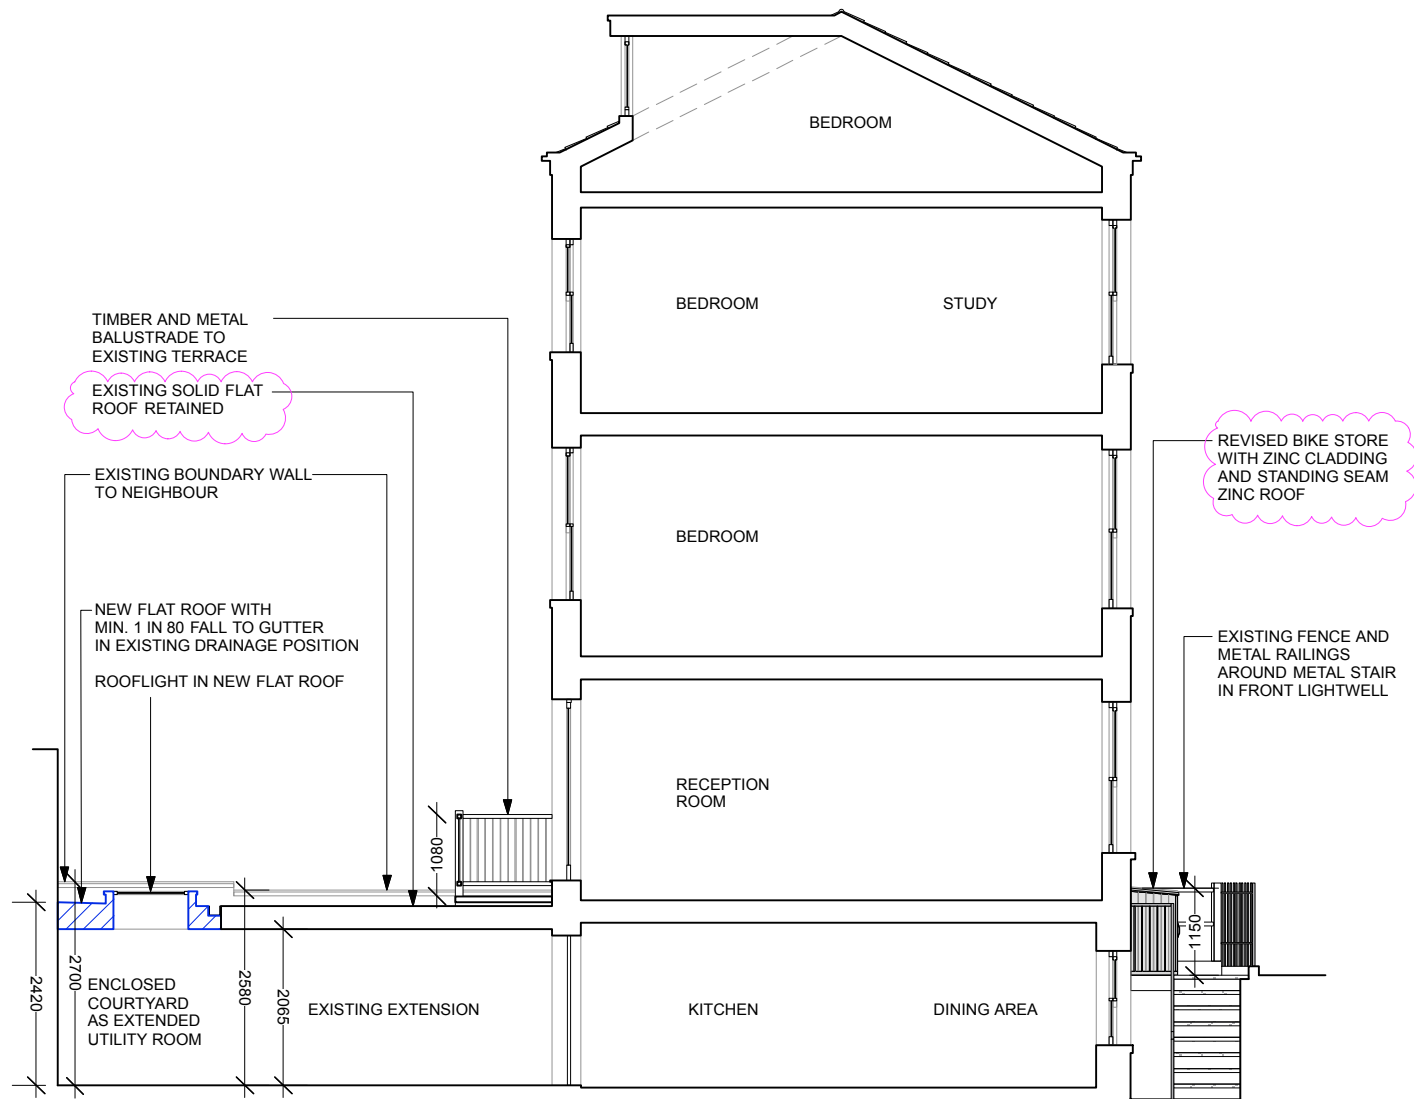 BEDROOM
BEDROOM
STUDY
TIMBER AND METAL
BALUSTRADE TO
EXISTING TERRACE
EXISTING SOLID FLAT
ROOF RETAINED
REVISED BIKE STORE
WITH ZINC CLADDING
AND STANDING SEAM
ZINC ROOF
EXISTING BOUNDARY WALL
TO NEIGHBOUR
BEDROOM
NEW FLAT ROOF WITH
MIN. 1 IN 80 FALL TO GUTTER
IN EXISTING DRAINAGE POSITION
ROOFLIGHT IN NEW FLAT ROOF
EXISTING FENCE AND
METAL RAILINGS
AROUND METAL STAIR
IN FRONT LIGHTWELL
RECEPTION
ROOM
1080
1150
2420
2700
ENCLOSED
COURTYARD
AS EXTENDED
UTILITY ROOM
2580
2065
EXISTING EXTENSION
KITCHEN
DINING AREA